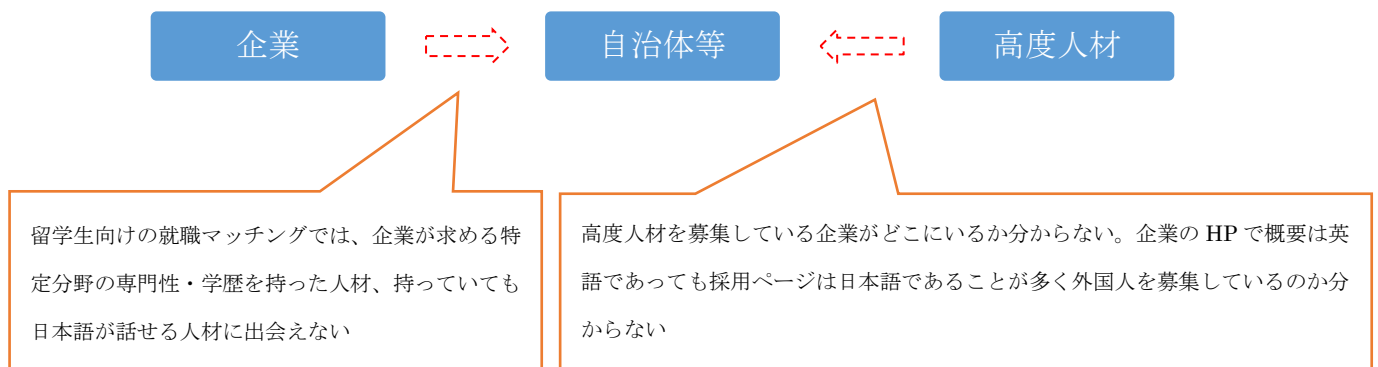 企業
自治体等
高度人材
留学生向けの就職マッチングでは、企業が求める特
定分野の専門性・学歴を持った人材、持っていても
日本語が話せる人材に出会えない
高度人材を募集している企業がどこにいるか分からない。企業の HP で概要は英
語であっても採用ページは日本語であることが多く外国人を募集しているのか分
からない